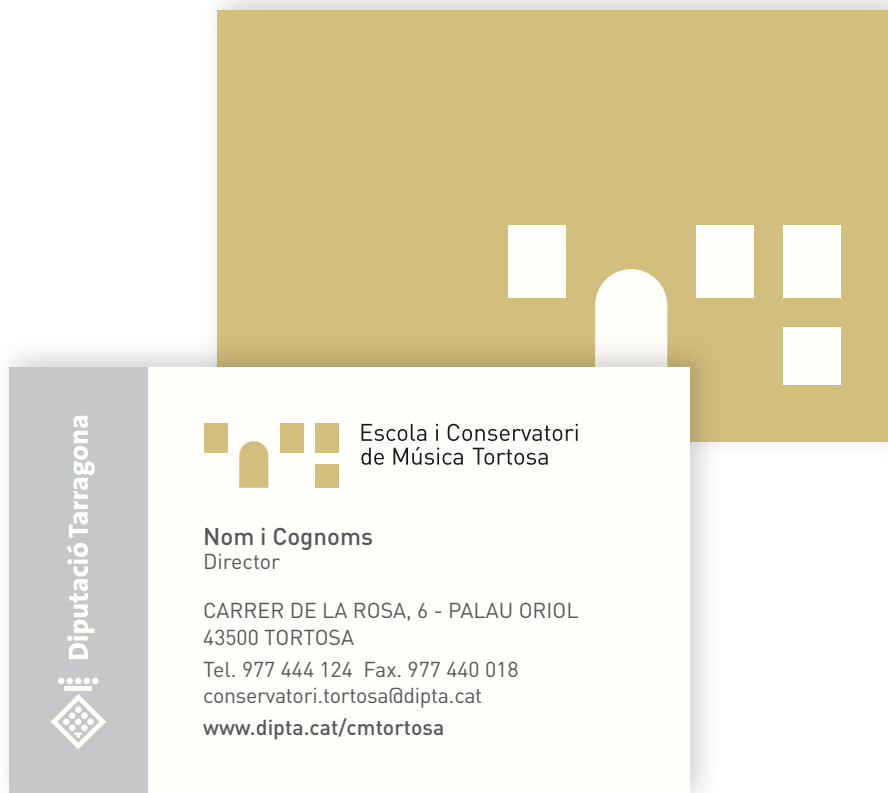 Diputació Tarragona
Escola i Conservatori
de Música Tortosa
Nom i Cognoms
Director
CARRER DE LA ROSA, 6 - PALAU ORIOL
43500 TORTOSA
Tel. 977 444 124  Fax. 977 440 018
conservatori.tortosa@dipta.cat
www.dipta.cat/cmtortosa